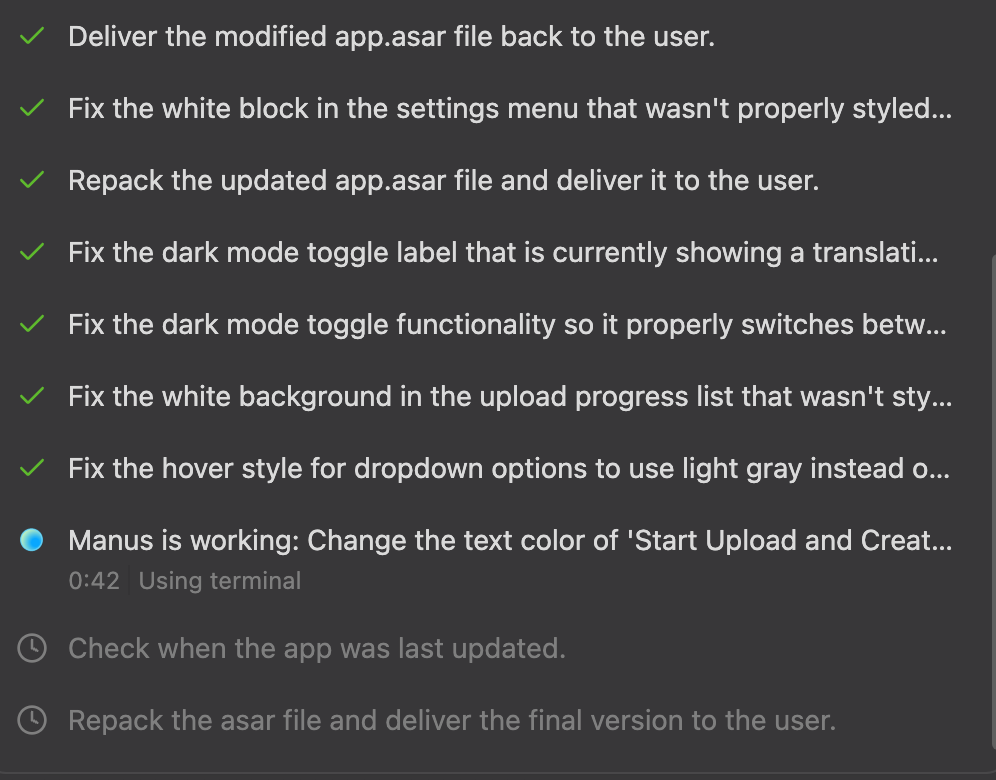 Deliver the modified app.asar file back to the user.
Fix the white block in the settings menu that wasn't properly styled...
Repack the updated app.asar file and deliver it to the user.
Fix the dark mode toggle label that is currently showing a translati...
Fix the dark mode toggle functionality so it properly switches betw...
Fix the white background in the upload progress list that wasn't sty...
Fix the hover style for dropdown options to use light gray instead o...
Manus is working: Change the text color of 'Start Upload and Creat...
0:42 Using terminal
Check when the app was last updated.
Repack the asar file and deliver the final version to the user.